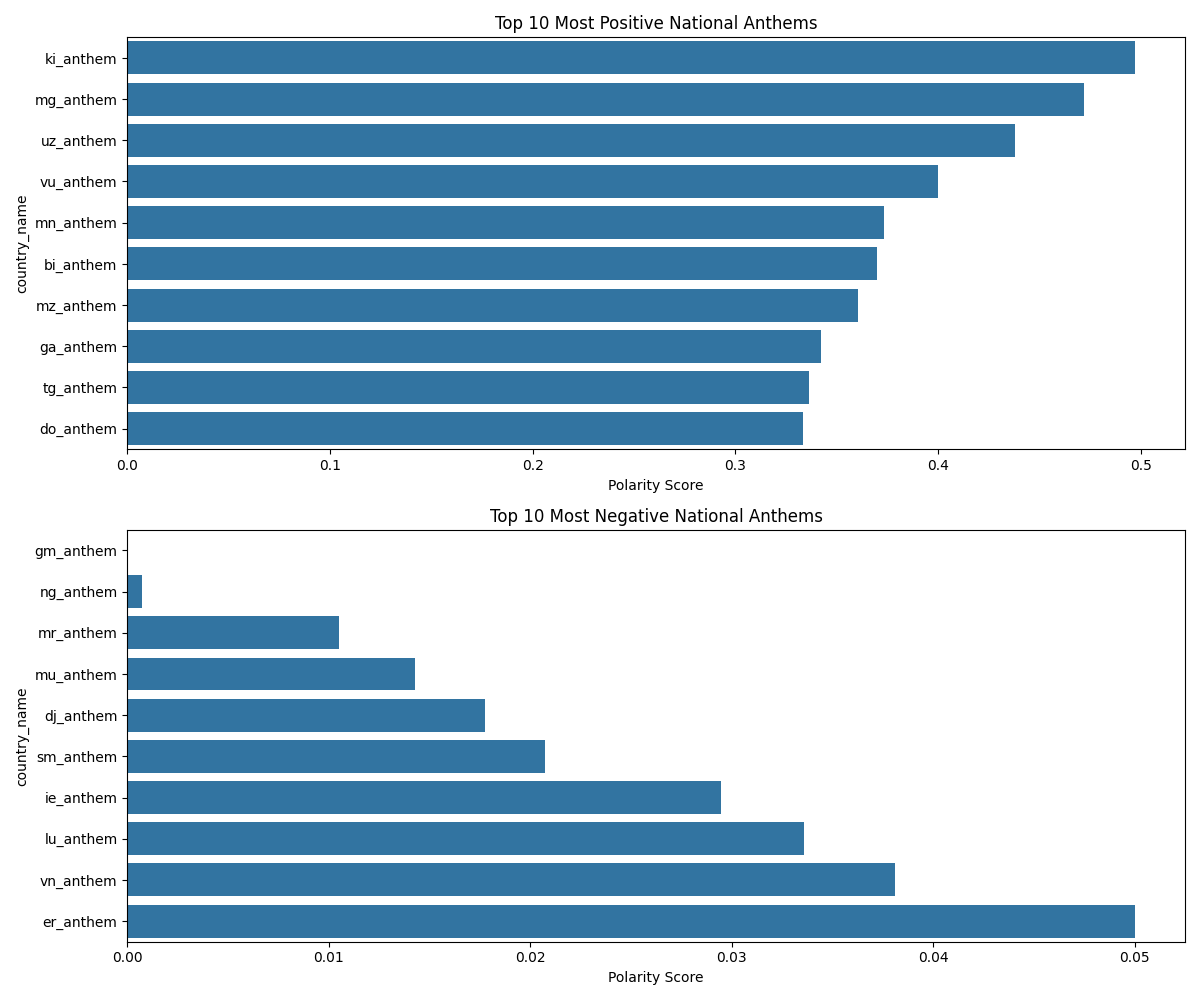 Top 10 Most Positive National Anthems
country_name
ki_anthem
mg_anthem
uz_anthem
vu_anthem
mn_anthem
bi_anthem
mz_anthem
ga_anthem
tg_anthem
do_anthem
0.0 0.1 0.2 0.3 0.4 0.5
Polarity Score
Top 10 Most Negative National Anthems
country_name
gm_anthem
ng_anthem
mr_anthem
mu_anthem
dj_anthem
sm_anthem
ie_anthem
lu_anthem
vn_anthem
er_anthem
0.00 0.01 0.02 0.03 0.04 0.05
Polarity Score